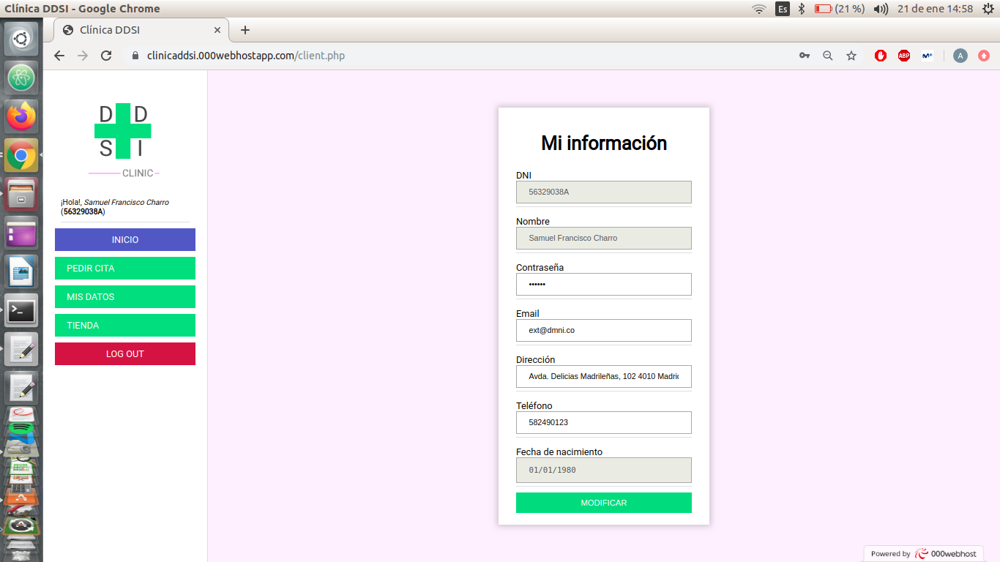 Clínica DDSI - Google Chrome
Es
(21 %)
21 de ene 14:58
Clínica DDSI
clinicaddsi.000webhostapp.com/client.php
ABP
M+
A
D D
S I
CLINIC
¡Hola!, Samuel Francisco Charro
(56329038A)
INICIO
PEDIR CITA
MIS DATOS
TIENDA
LOG OUT
Mi información
DNI
56329038A
Nombre
Samuel Francisco Charro
Contraseña
••••••
Email
ext@dmni.co
Dirección
Avda. Delicias Madrileñas, 102 4010 Madrid
Teléfono
582490123
Fecha de nacimiento
01/01/1980
MODIFICAR
Powered by 000webhost